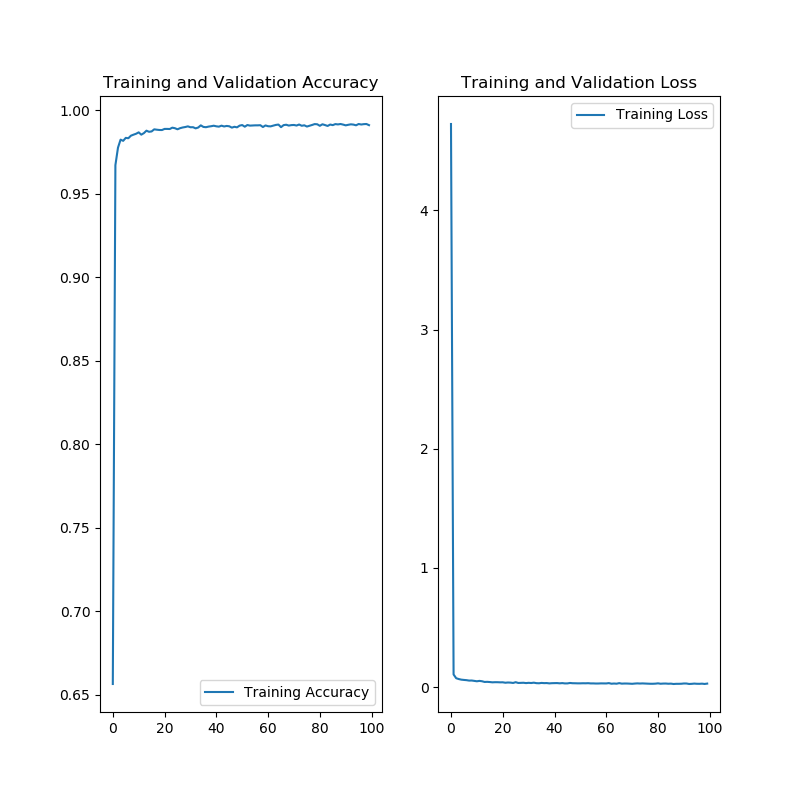 Training and Validation Accuracy
1.00
0.95
0.90
0.85
0.80
0.75
0.70
0.65
0 20 40 60 80 100
Training Accuracy
Training and Validation Loss
Training Loss
4
3
2
1
0
0 20 40 60 80 100